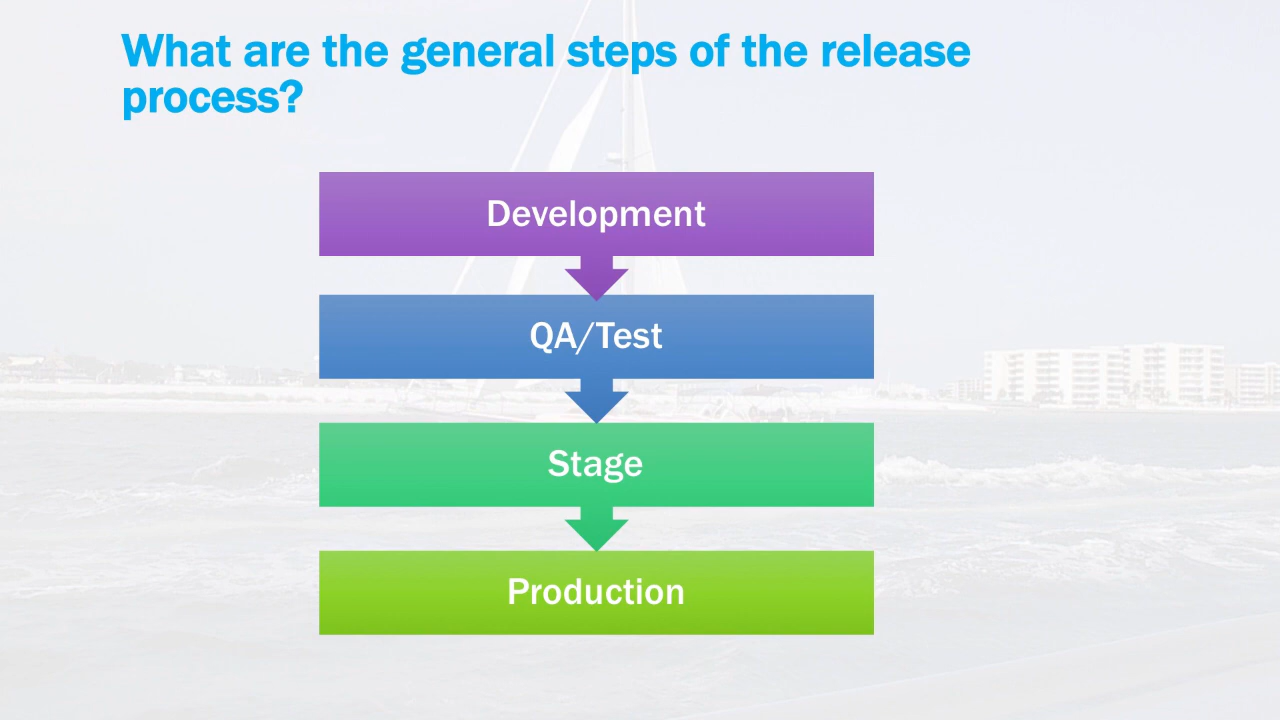 What are the general steps of the release
process?
Development
QA/Test
Stage
Production